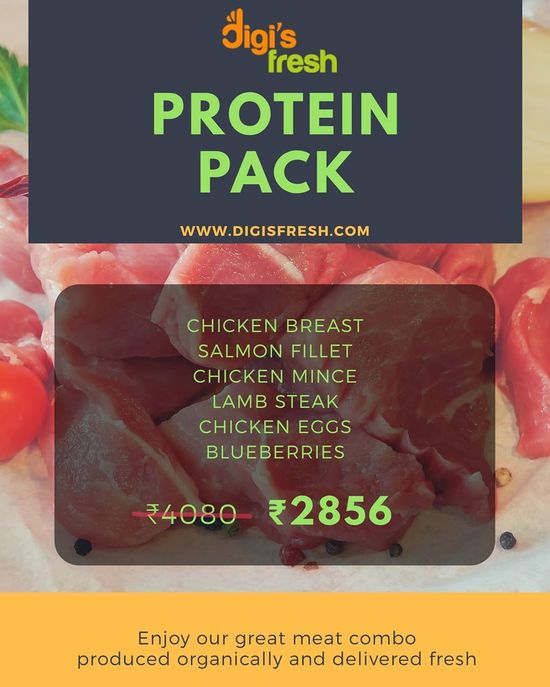 digi's
fresh
PROTEIN
PACK
WWW.DIGISFRESH.COM
CHICKEN BREAST
SALMON FILLET
CHICKEN MINCE
LAMB STEAK
CHICKEN EGGS
BLUEBERRIES
₹4080 ₹2856
Enjoy our great meat combo
produced organically and delivered fresh